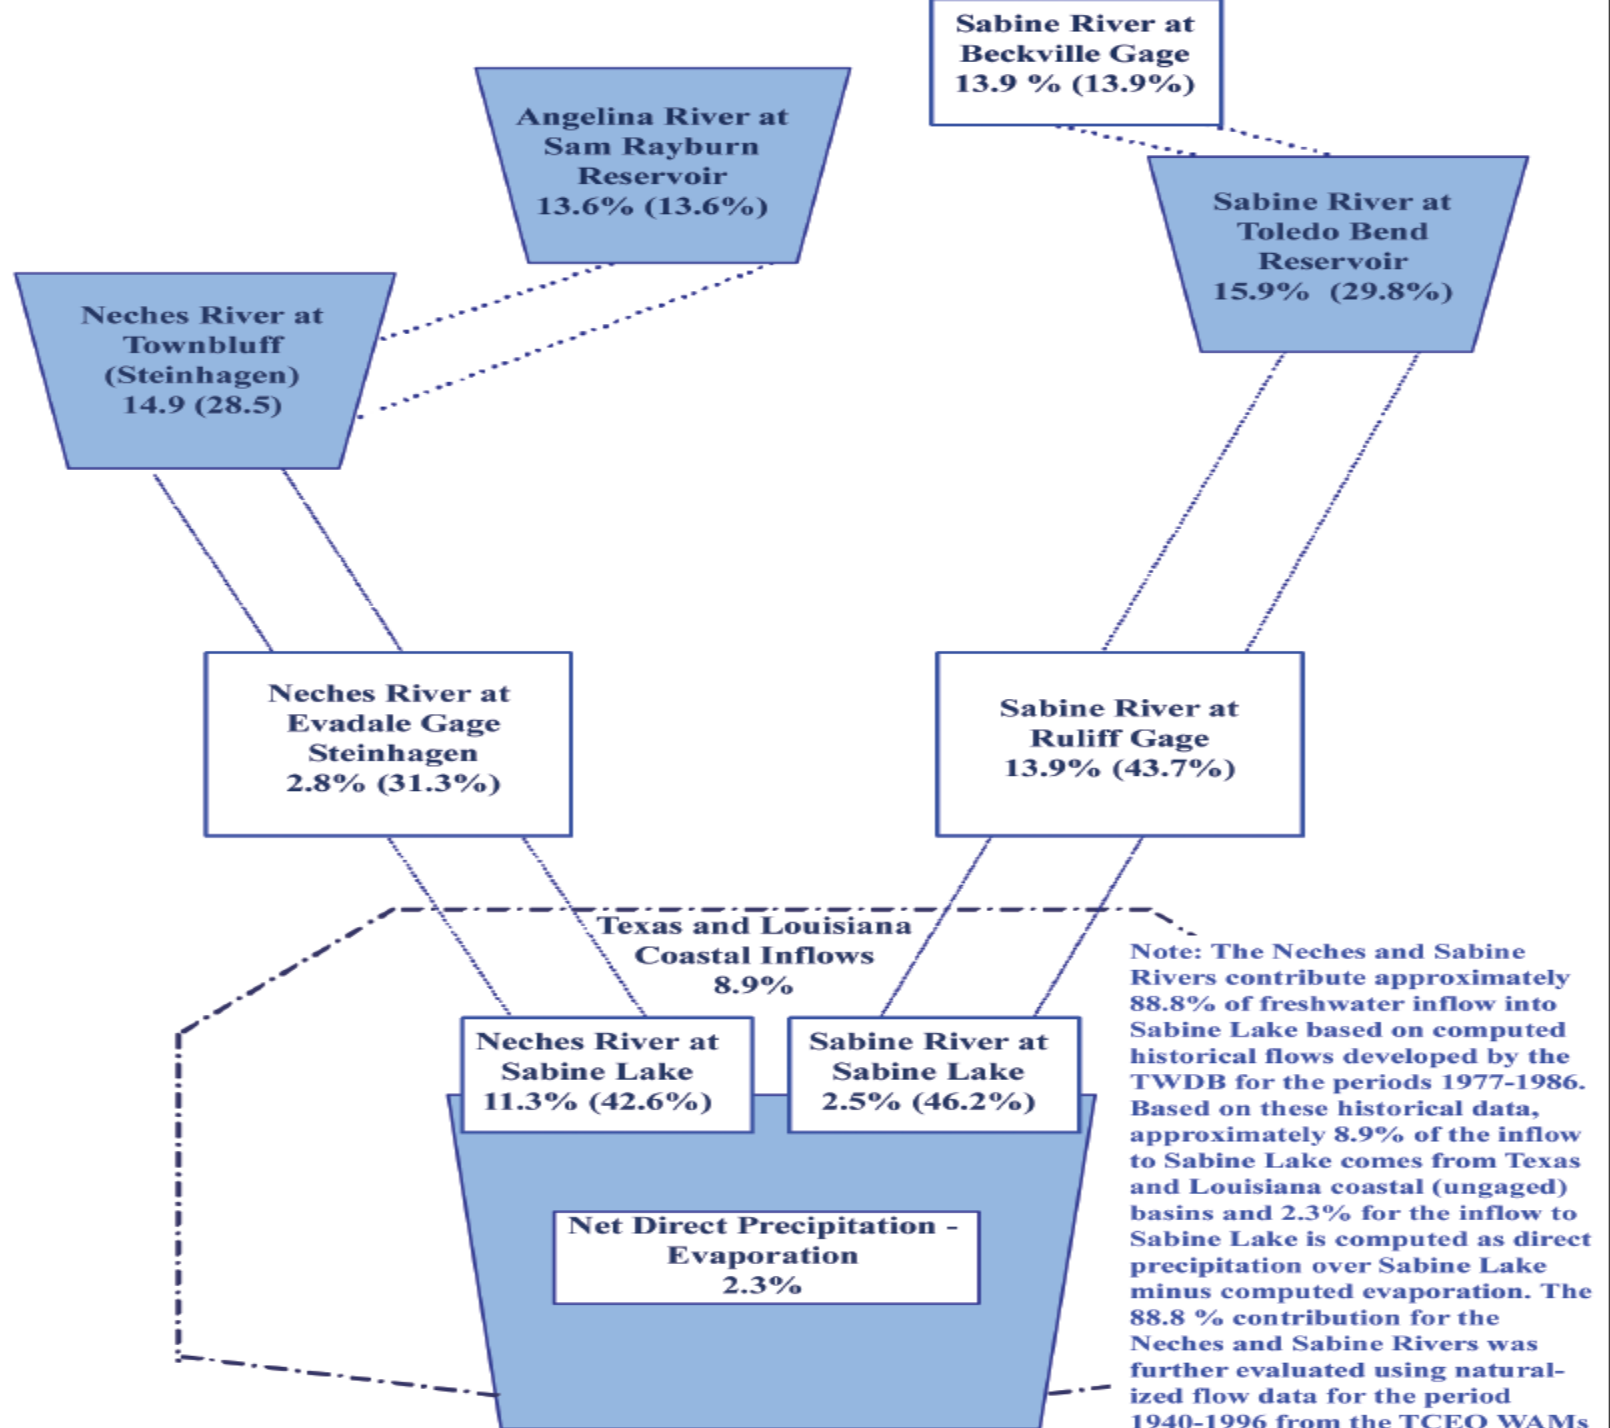 Sabine River at
Beckville Gage
13.9 % (13.9%)
Angelina River at
Sam Rayburn
Reservoir
13.6% (13.6%)
Sabine River at
Toledo Bend
Reservoir
15.9% (29.8%)
Neches River at
Townbluff
(Steinhagen)
14.9 (28.5)
Neches River at
Evadale Gage
Steinhagen
2.8% (31.3%)
Sabine River at
Ruliff Gage
13.9% (43.7%)
Texas and Louisiana
Coastal Inflows
8.9%
Neches River at
Sabine Lake
11.3% (42.6%)
Sabine River at
Sabine Lake
2.5% (46.2%)
Net Direct Precipitation -
Evaporation
2.3%
Note: The Neches and Sabine
Rivers contribute approximately
88.8% of freshwater inflow into
Sabine Lake based on computed
historical flows developed by the
TWDB for the periods 1977-1986.
Based on these historical data,
approximately 8.9% of the inflow
to Sabine Lake comes from Texas
and Louisiana coastal (ungaged)
basins and 2.3% for the inflow to
Sabine Lake is computed as direct
precipitation over Sabine Lake
minus computed evaporation. The
88.8 % contribution for the
Neches and Sabine Rivers was
further evaluated using natural-
ized flow data for the period
1940-1996 from the TCEQ WAMs